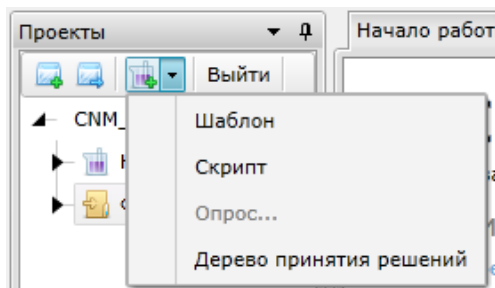 Проекты
Начало работ
Выйти
CNM_
Шаблон
Скрипт
Опрос...
Дерево принятия решений